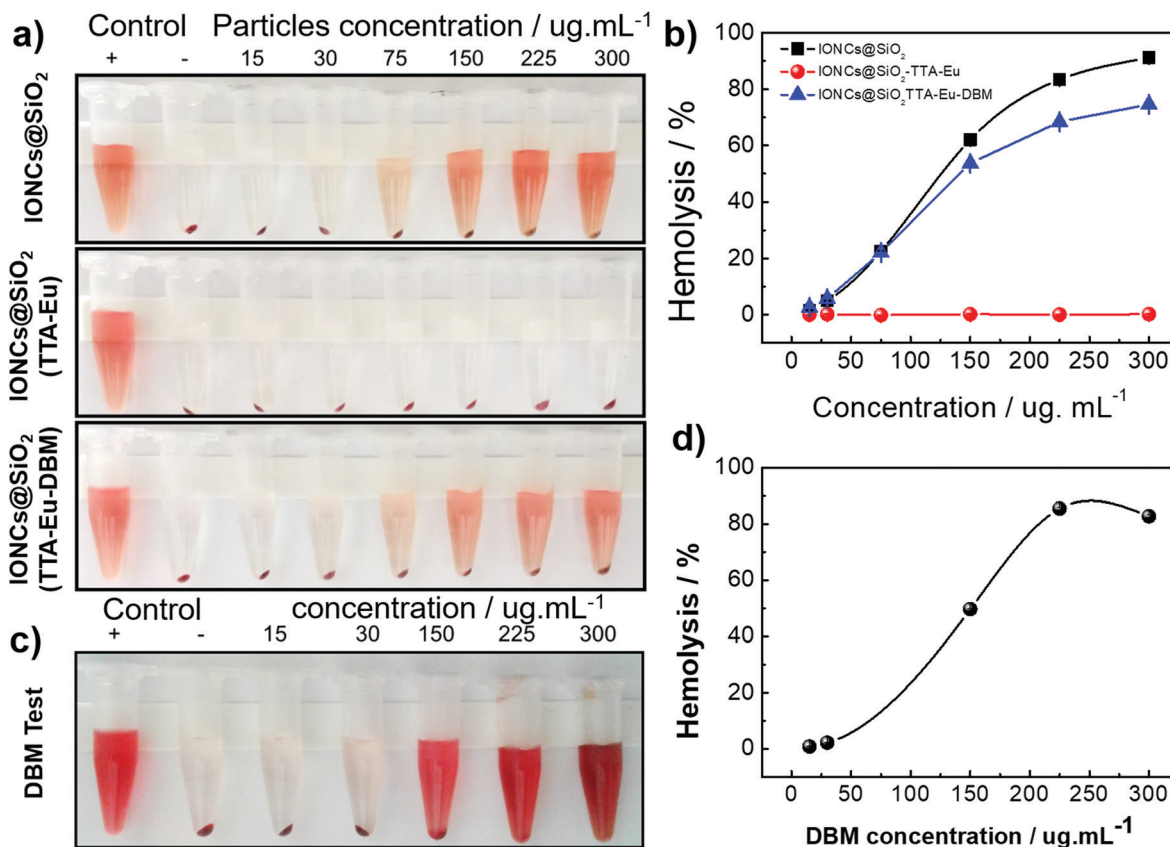 a)
Control Particles concentration / ug.mL⁻¹
+ - 15 30 75 150 225 300
IONCs@SiO₂
IONCs@SiO₂
(TTA-Eu)
IONCs@SiO₂
(TTA-Eu-DBM)
Control concentration / ug.mL⁻¹
c)
+ - 15 30 150 225 300
DBM Test
b)
IONCs@SiO₂
IONCs@SiO₂-TTA-Eu
IONCs@SiO₂TTA-Eu-DBM
100
80
60
40
20
0
Hemolysis / %
0 50 100 150 200 250 300
Concentration / ug. mL⁻¹
d)
100
80
60
40
20
0
Hemolysis / %
0 50 100 150 200 250 300
DBM concentration / ug.mL⁻¹